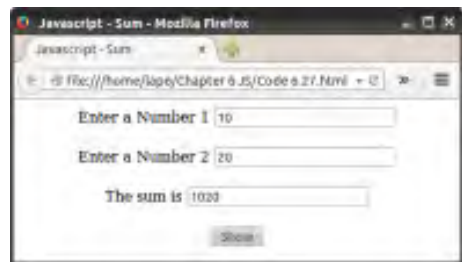 Javascript - Sum - Mozilla Firefox
Javascript - Sum
file:///home/lape/Chapter 6 JS/Code 6.27.html
Enter a Number 1 10
Enter a Number 2 20
The sum is 1020
Show